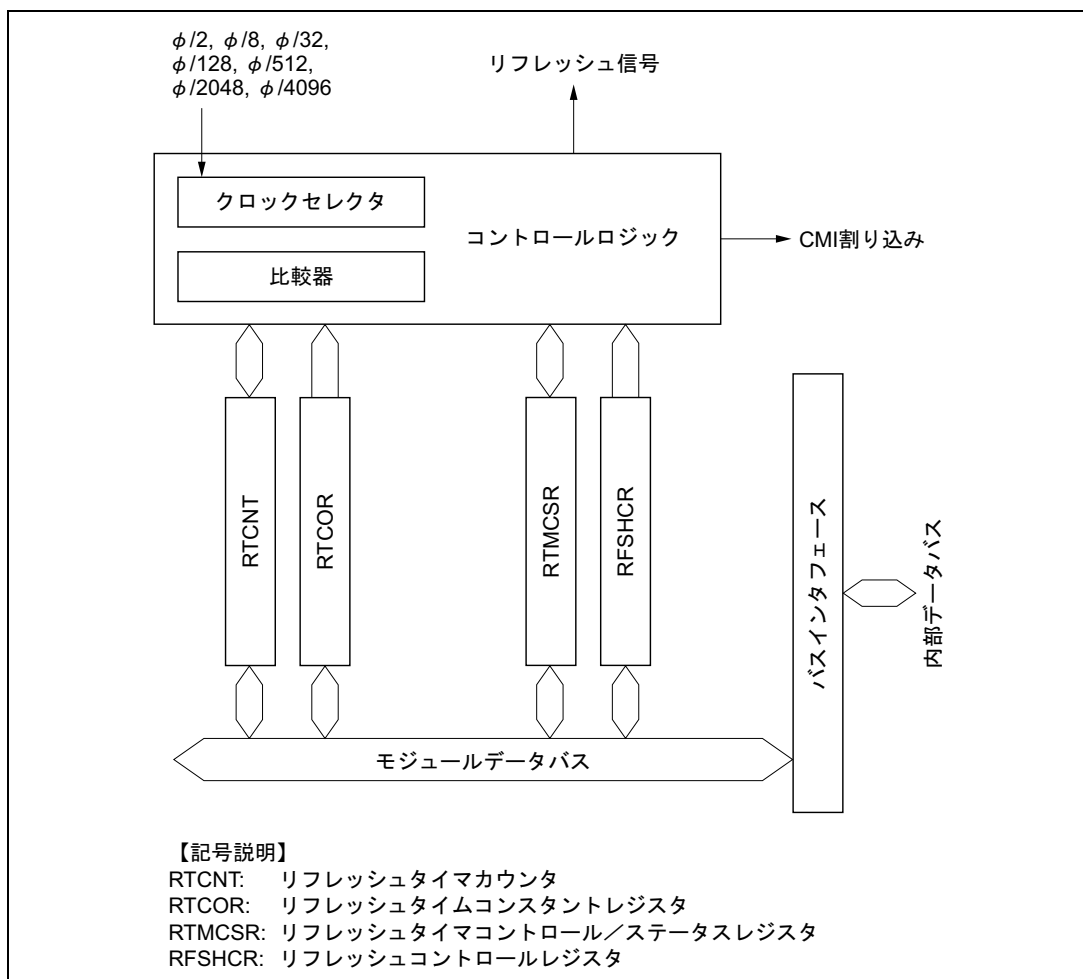 φ/2, φ/8, φ/32,
φ/128, φ/512,
φ/2048, φ/4096
リフレッシュ信号
クロックセレクタ
コントロールロジック
CMI割り込み
比較器
RTCNT
RTCOR
RTMCSR
RFSHCR
バスインタフェース
内部データバス
モジュールデータバス
【記号説明】
RTCNT: リフレッシュタイマカウンタ
RTCOR: リフレッシュタイムコンスタントレジスタ
RTMCSR: リフレッシュタイマコントロール／ステータスレジスタ
RFSHCR: リフレッシュコントロールレジスタ